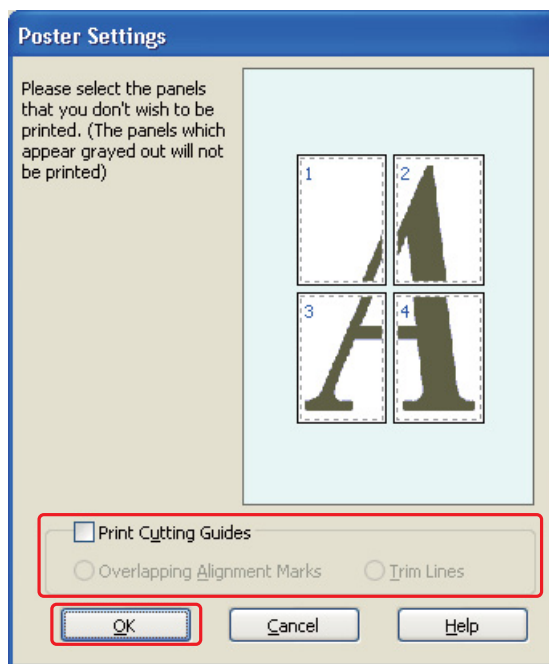 Poster Settings
Please select the panels
that you don't wish to be
printed. (The panels which
appear grayed out will not
be printed)
1 2
A
3 4
Print Cutting Guides
Overlapping Alignment Marks Trim Lines
OK Cancel Help